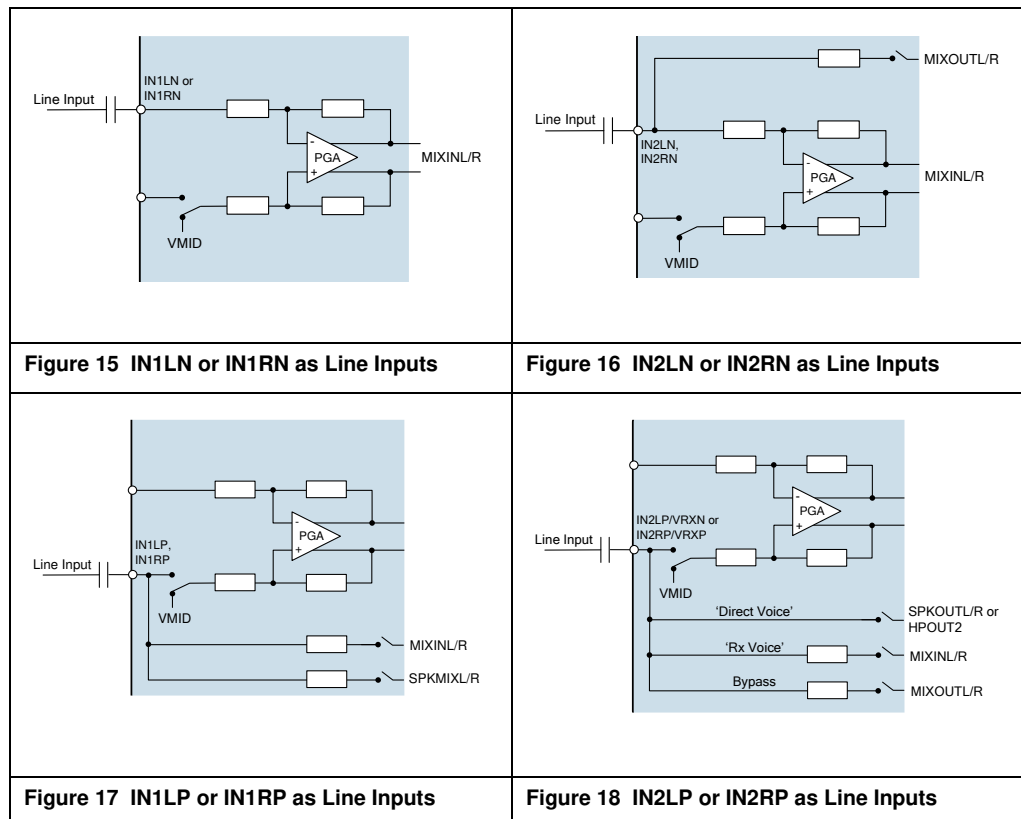 IN1LN or
IN1RN
Line Input
-
PGA
+
MIXINL/R
VMID
Figure 15 IN1LN or IN1RN as Line Inputs
MIXOUTL/R
Line Input
IN2LN,
IN2RN
-
PGA
+
MIXINL/R
VMID
Figure 16 IN2LN or IN2RN as Line Inputs
-
PGA
+
IN1LP,
IN1RP
Line Input
VMID
MIXINL/R
SPKMIXL/R
Figure 17 IN1LP or IN1RP as Line Inputs
-
PGA
+
IN2LP/VRXN or
IN2RP/VRXP
Line Input
VMID
'Direct Voice'
SPKOUTL/R or
HPOUT2
'Rx Voice'
MIXINL/R
Bypass
MIXOUTL/R
Figure 18 IN2LP or IN2RP as Line Inputs